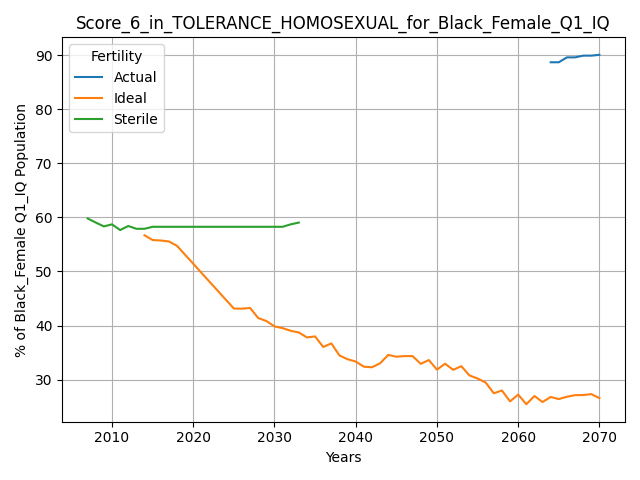 Score_6_in_TOLERANCE_HOMOSEXUAL_for_Black_Female_Q1_IQ
Fertility
Actual
Ideal
Sterile
% of Black_Female Q1_IQ Population
90
80
70
60
50
40
30
2010 2020 2030 2040 2050 2060 2070
Years